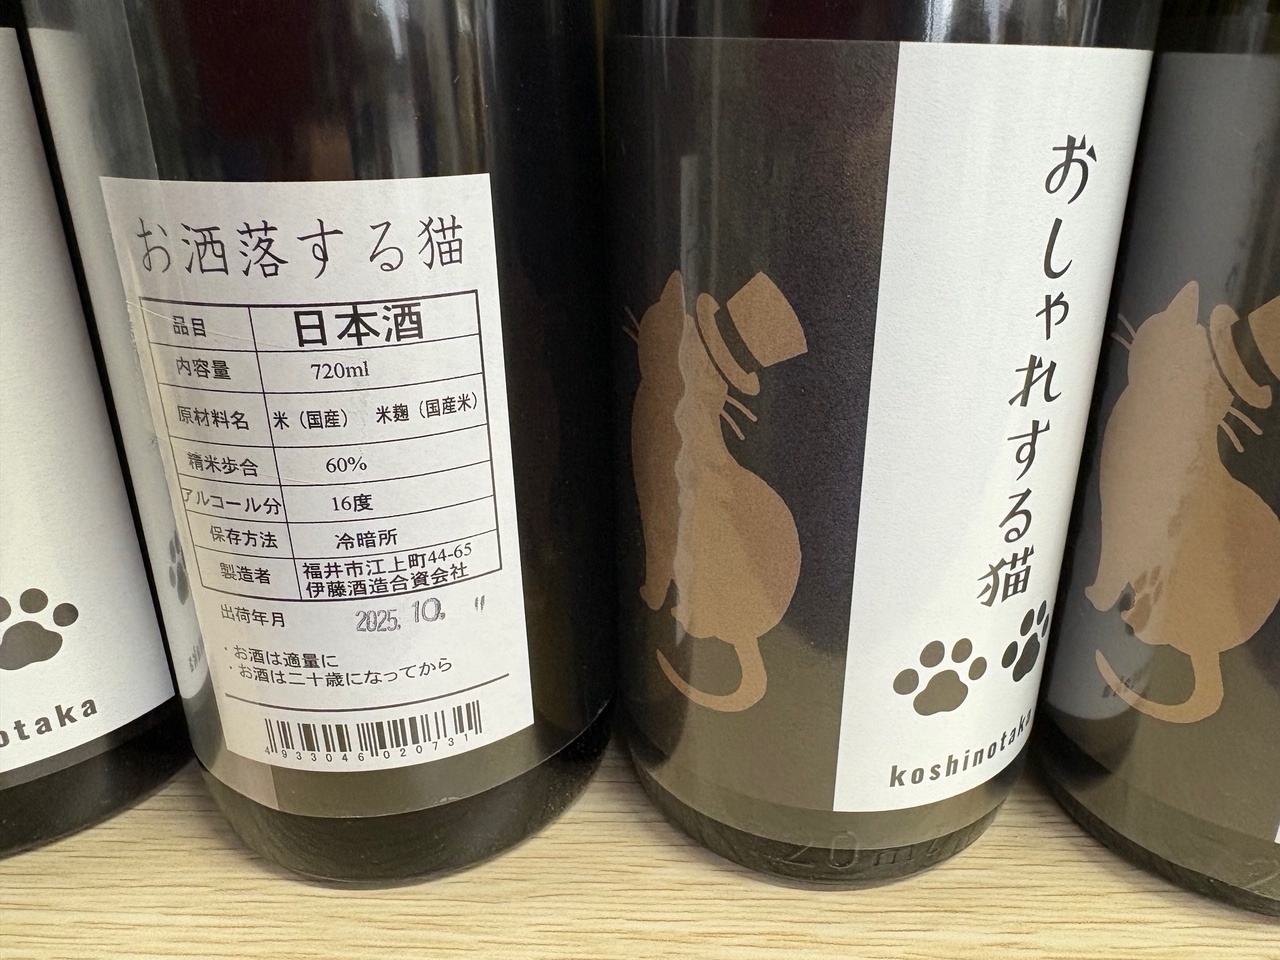 otaka
お洒落する猫
品目 日本酒
内容量 720ml
原材料名 米（国産） 米麹（国産米）
精米歩合 60%
アルコール分 16度
保存方法 冷暗所
製造者 福井市江上町44-65
伊藤酒造合資会社
出荷年月 2025.10. 〃
・お酒は適量に
・お酒は二十歳になってから
4933046020731
おしゃれする猫
koshinotaka